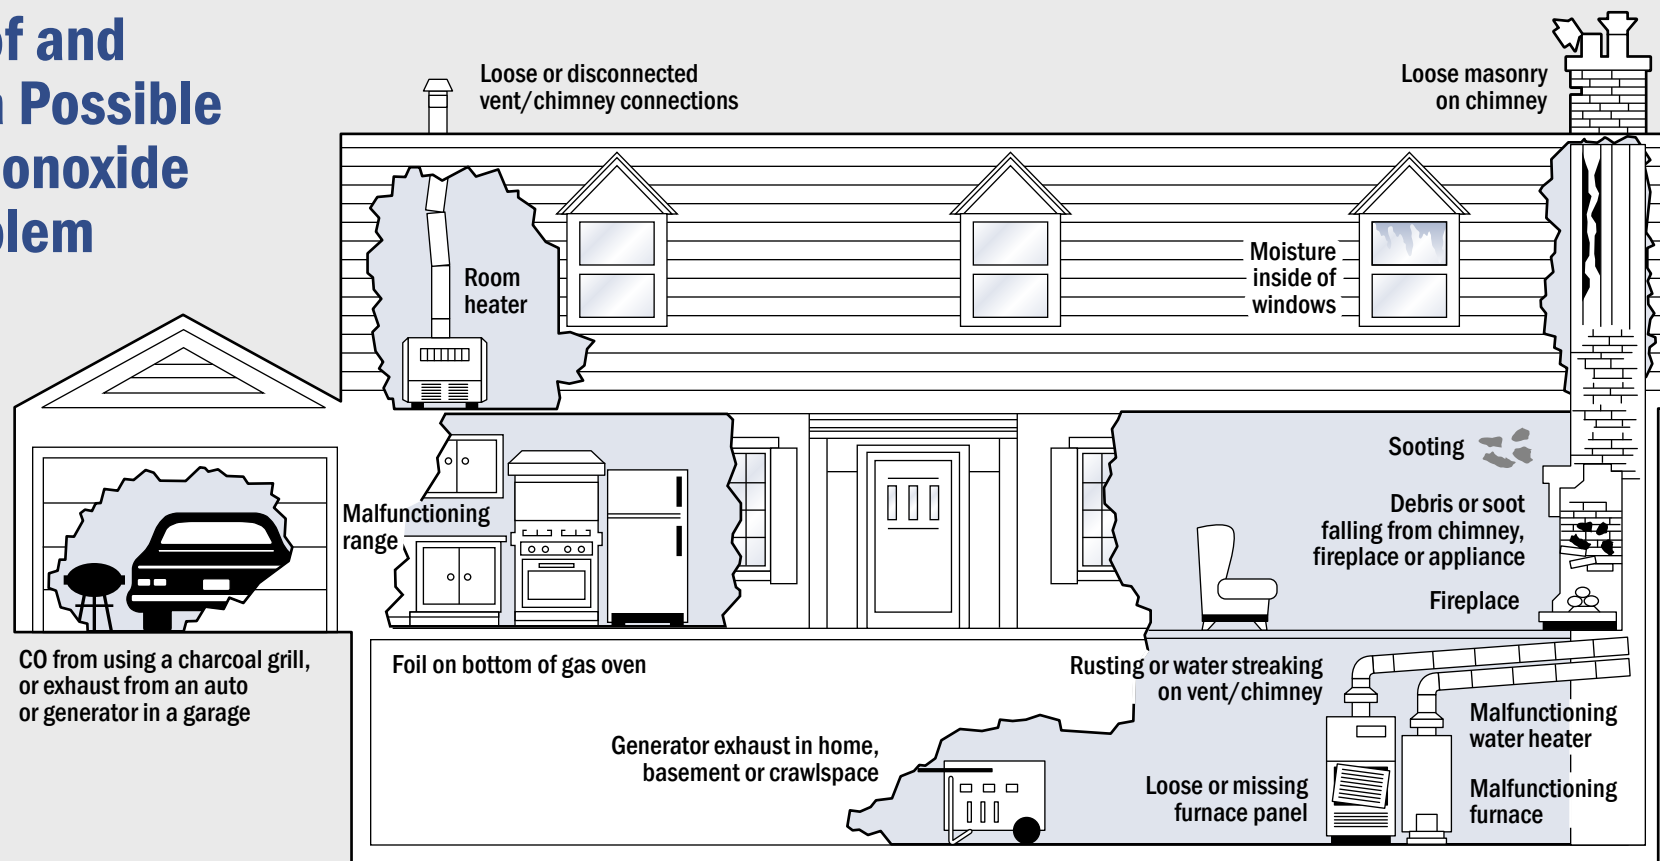 of and
a Possible
onoxide
blem
Loose or disconnected
vent/chimney connections
Loose masonry
on chimney
Room
heater
Moisture
inside of
windows
Malfunctioning
range
Sooting
Debris or soot
falling from chimney,
fireplace or appliance
Fireplace
CO from using a charcoal grill,
or exhaust from an auto
or generator in a garage
Foil on bottom of gas oven
Rusting or water streaking
on vent/chimney
Generator exhaust in home,
basement or crawlspace
Malfunctioning
water heater
Loose or missing
furnace panel
Malfunctioning
furnace